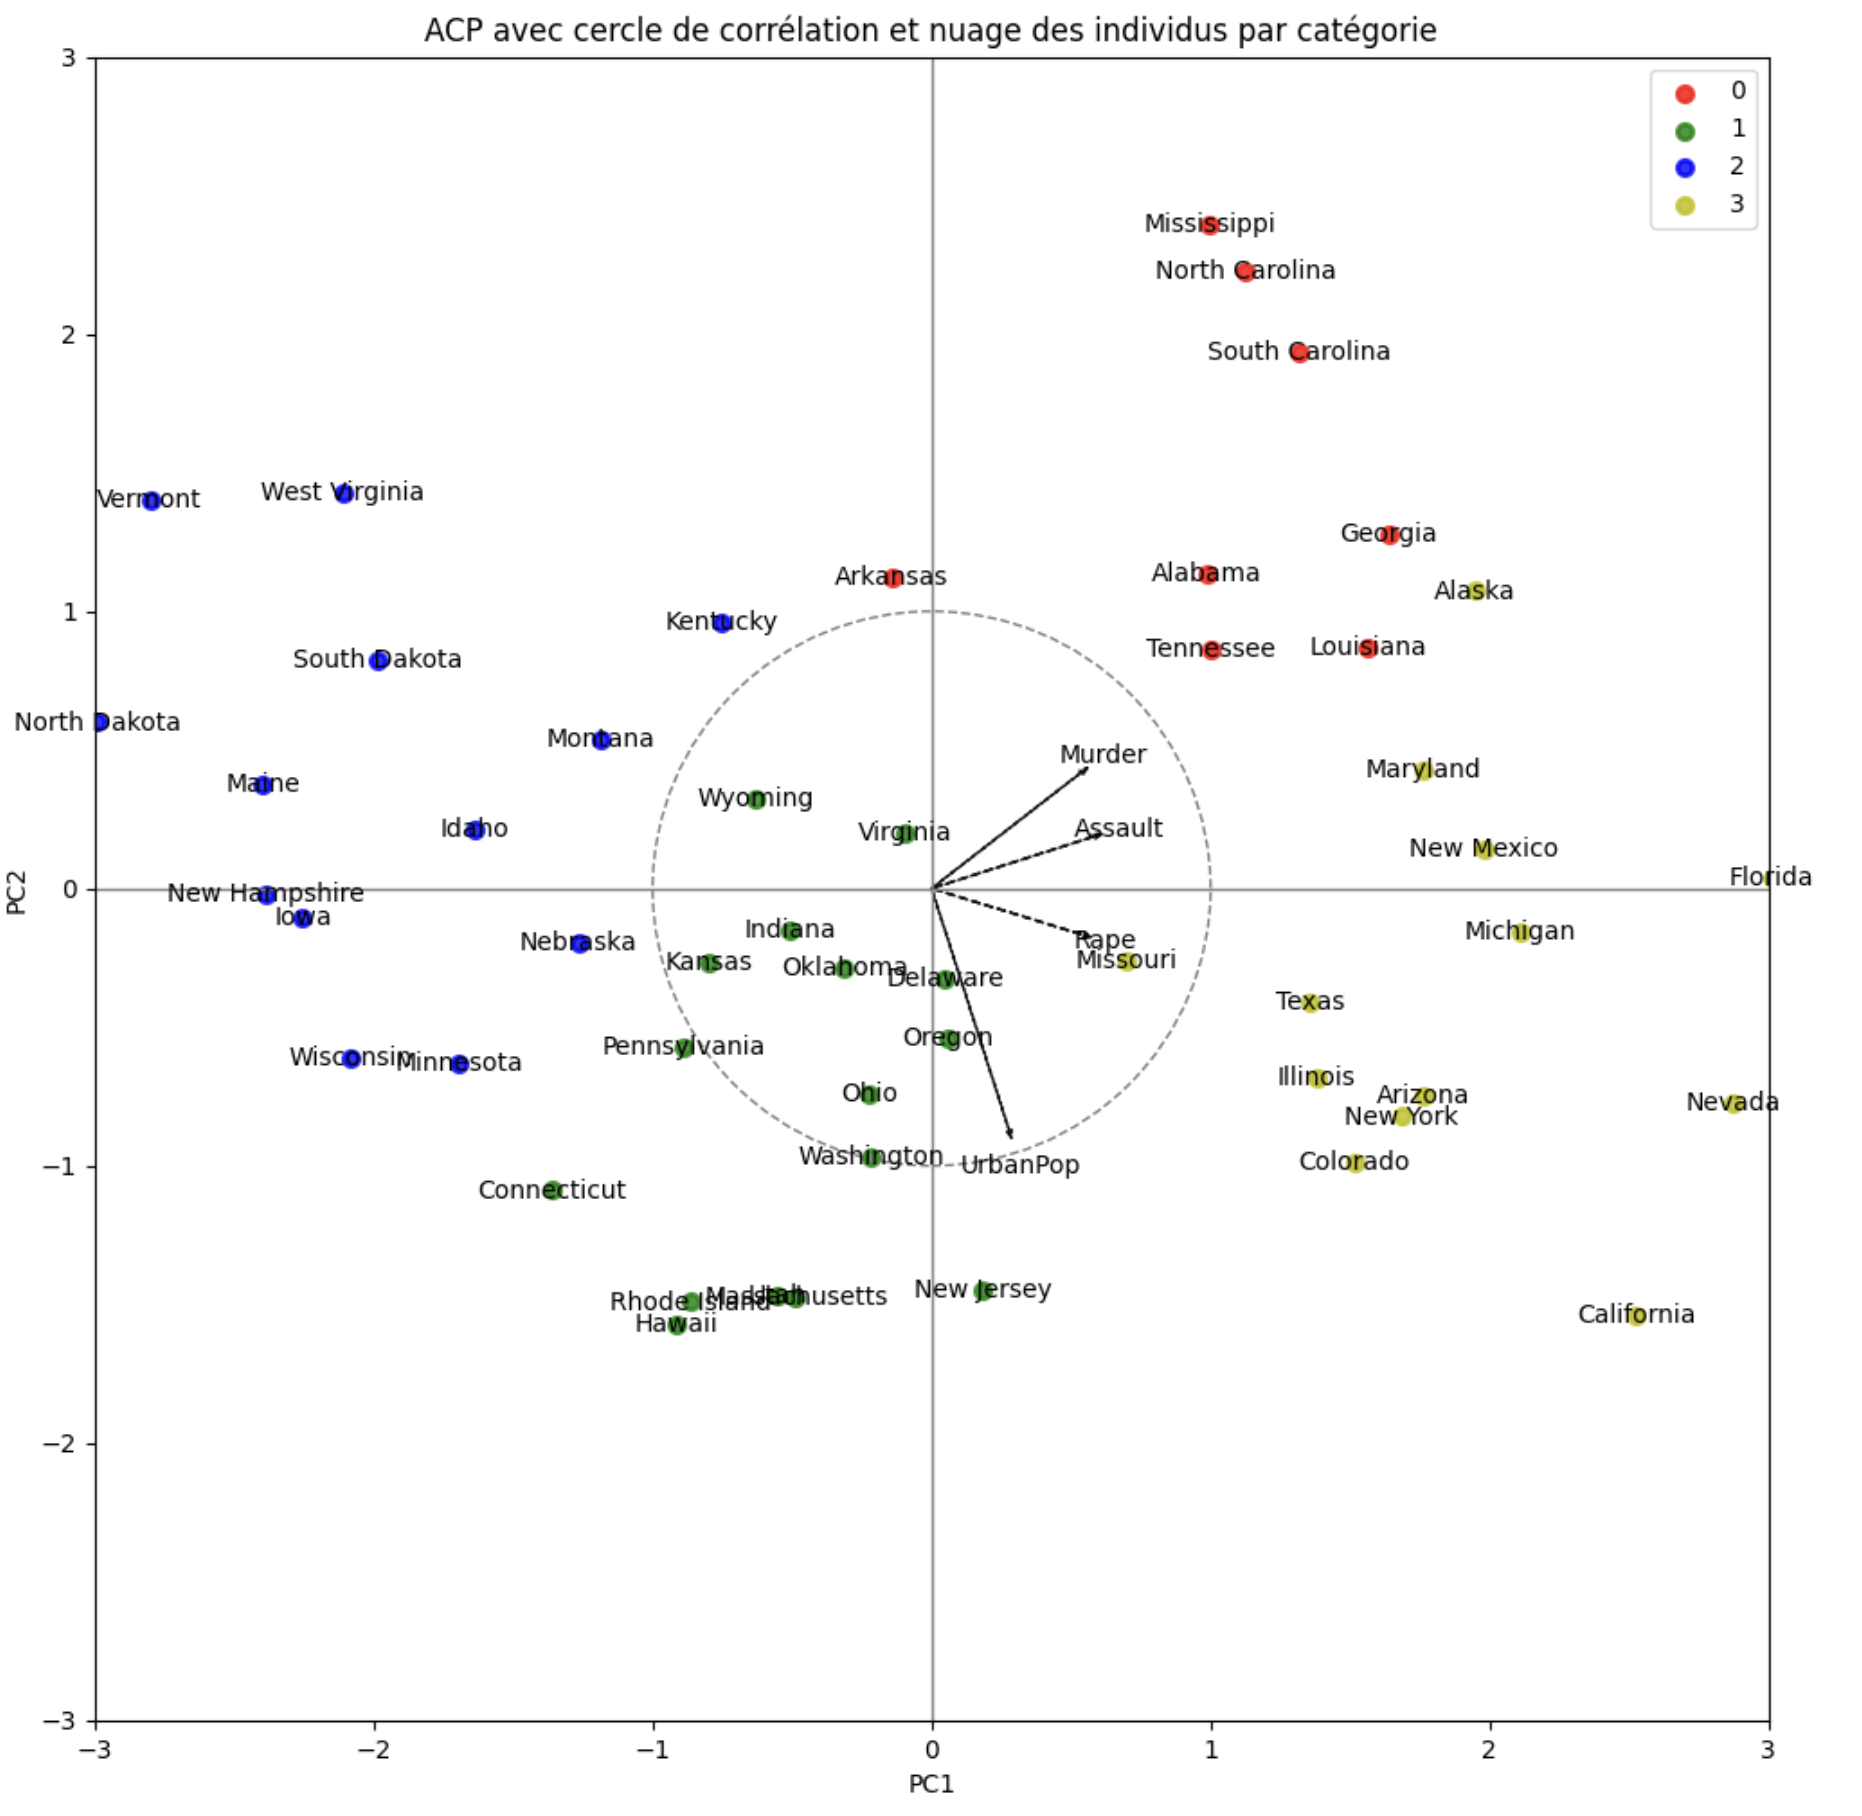 ACP avec cercle de corrélation et nuage des individus par catégorie
3
0
1
2
3
Mississippi
North Carolina
South Carolina
2
Vermont
West Virginia
Georgia
Arkansas
Alabama
Alaska
1
Kentucky
Tennessee
Louisiana
South Dakota
North Dakota
Montana
Murder
Maryland
Maine
Wyoming
Idaho
Virginia
Assault
New Mexico
PC2
0
New Hampshire
Florida
Iowa
Indiana
Michigan
Nebraska
Rape
Kansas
Oklahoma
Missouri
Delaware
Texas
Oregon
Pennsylvania
Wisconsin
Minnesota
Illinois
Ohio
Arizona
Nevada
New York
−1
Washington
UrbanPop
Colorado
Connecticut
New Jersey
Rhode Island
Massachusetts
Utah
California
Hawaii
−2
−3
−3
−2
−1
0
1
2
3
PC1